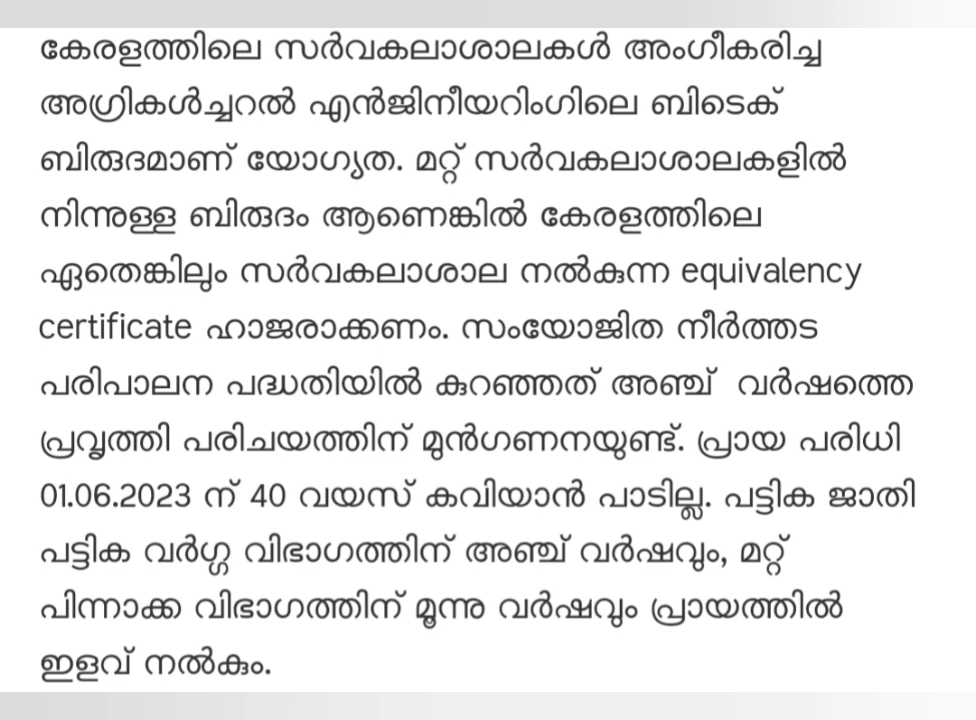 കേരളത്തിലെ സർവകലാശാലകൾ അംഗീകരിച്ച
അഗ്രികൾച്ചറൽ എൻജിനീയറിംഗിലെ ബിടെക്
ബിരുദമാണ് യോഗ്യത. മറ്റ് സർവകലാശാലകളിൽ
നിന്നുള്ള ബിരുദം ആണെങ്കിൽ കേരളത്തിലെ
ഏതെങ്കിലും സർവകലാശാല നൽകുന്ന equivalency
certificate ഹാജരാക്കണം. സംയോജിത നീർത്തട
പരിപാലന പദ്ധതിയിൽ കുറഞ്ഞത് അഞ്ച് വർഷത്തെ
പ്രവൃത്തി പരിചയത്തിന് മുൻഗണനയുണ്ട്. പ്രായ പരിധി
01.06.2023 ന് 40 വയസ് കവിയാൻ പാടില്ല. പട്ടിക ജാതി
പട്ടിക വർഗ്ഗ വിഭാഗത്തിന് അഞ്ച് വർഷവും, മറ്റ്
പിന്നാക്ക വിഭാഗത്തിന് മൂന്നു വർഷവും പ്രായത്തിൽ
ഇളവ് നൽകും.